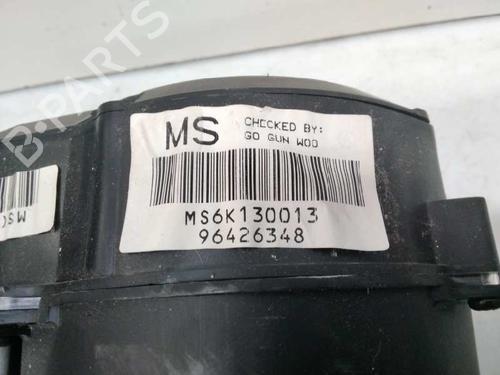 MS
CHECKED BY:
GO GUN WOO
MS6K130013
96426348
B-PARTS